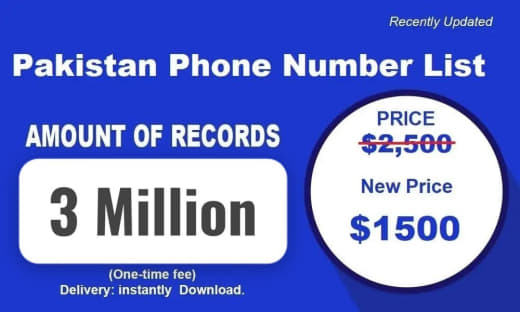 Recently Updated
Pakistan Phone Number List
AMOUNT OF RECORDS
3 Million
(One-time fee)
Delivery: instantly Download.
PRICE
$2,500
New Price
$1500